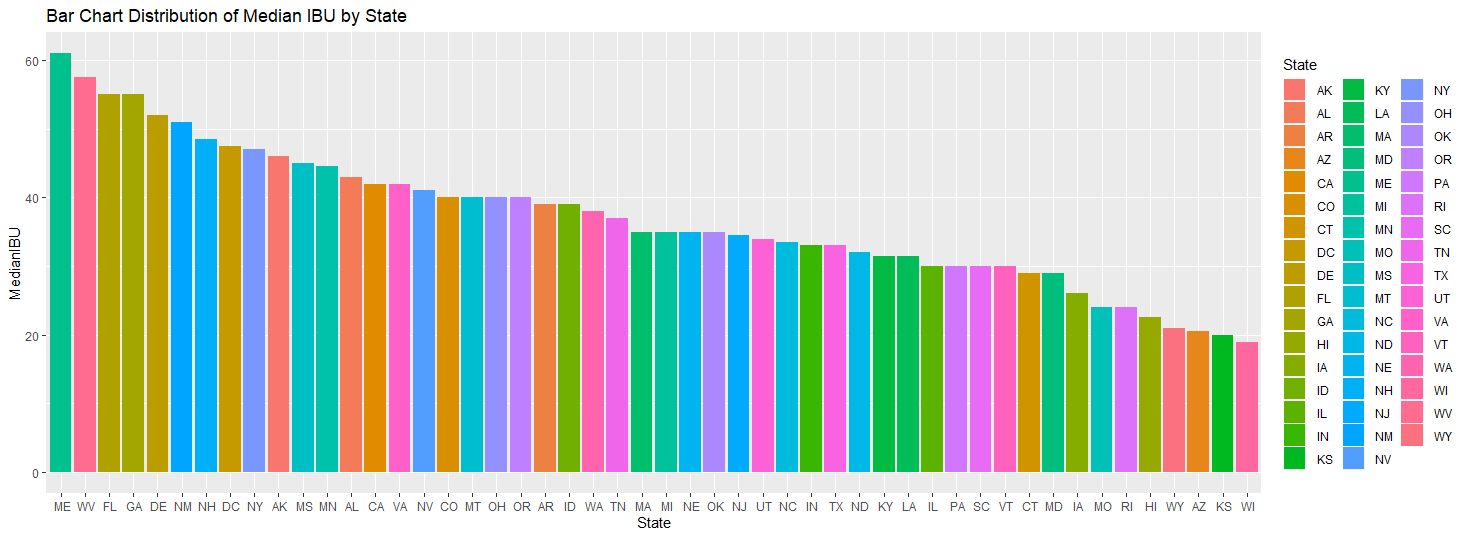 Bar Chart Distribution of Median IBU by State
MedianIBU
60
40
20
0
ME WV FL GA DE NM NH DC NY AK MS MN AL CA VA NV CO MT OH OR AR ID WA TN MA MI NE OK NJ UT NC IN TX ND KY LA IL PA SC VT CT MD IA MO RI HI WY AZ KS WI
State
State
AK KY NY
AL LA OH
AR MA OK
AZ MD OR
CA ME PA
CO MI RI
CT MN SC
DC MO TN
DE MS TX
FL MT UT
GA NC VA
HI ND VT
IA NE WA
ID NH WI
IL NJ WV
IN NM WY
KS NV